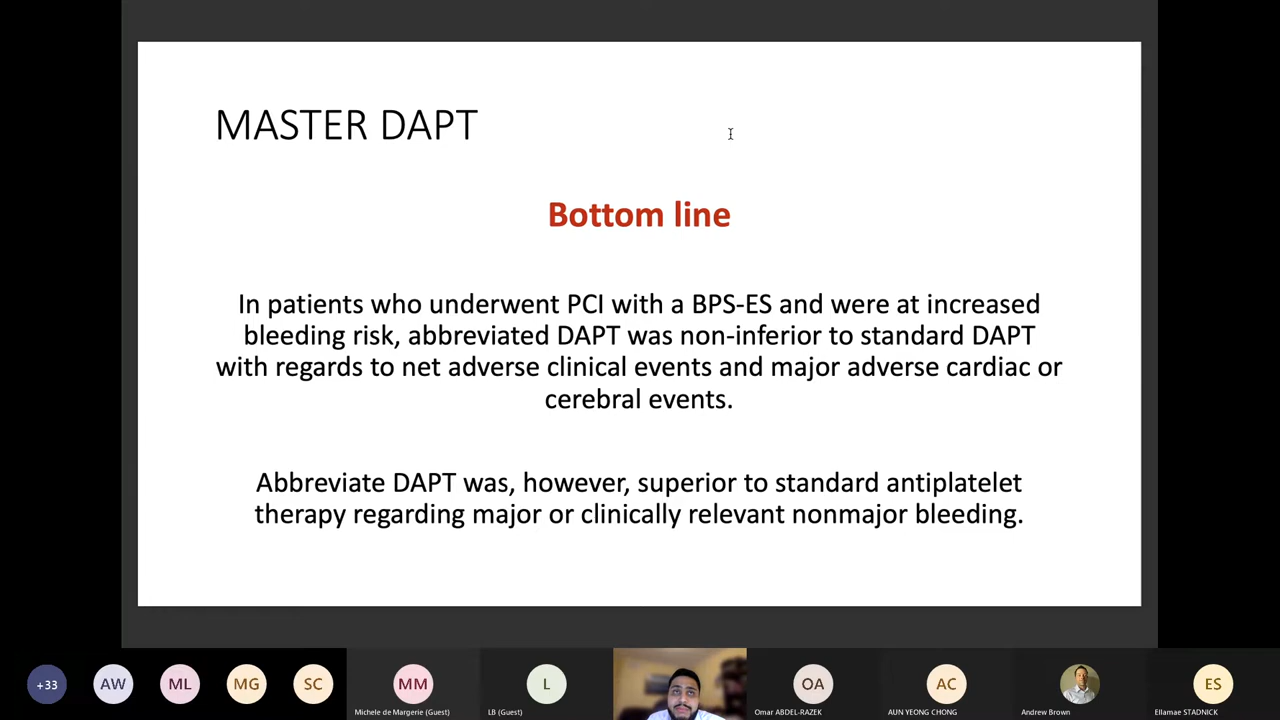 MASTER DAPT
Bottom line
In patients who underwent PCI with a BPS-ES and were at increased
bleeding risk, abbreviated DAPT was non-inferior to standard DAPT
with regards to net adverse clinical events and major adverse cardiac or
cerebral events.
Abbreviate DAPT was, however, superior to standard antiplatelet
therapy regarding major or clinically relevant nonmajor bleeding.
+33
AW
ML
MG
SC
MM
L
OA
AC
ES
Michele de Margerie (Guest)
LB (Guest)
Omar ABDEL-RAZEK
AUN YEONG CHONG
Andrew Brown
Ellamae STADNICK